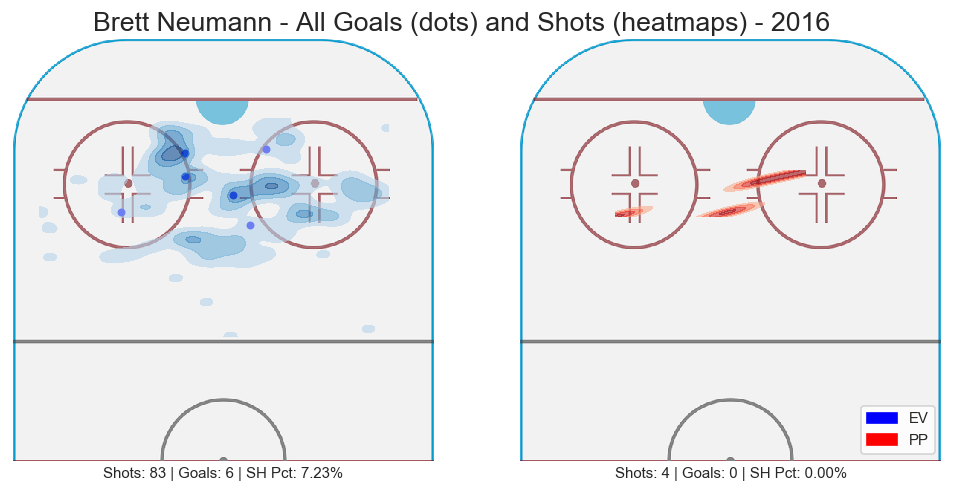 Brett Neumann - All Goals (dots) and Shots (heatmaps) - 2016
EV
PP
Shots: 83 | Goals: 6 | SH Pct: 7.23%
Shots: 4 | Goals: 0 | SH Pct: 0.00%